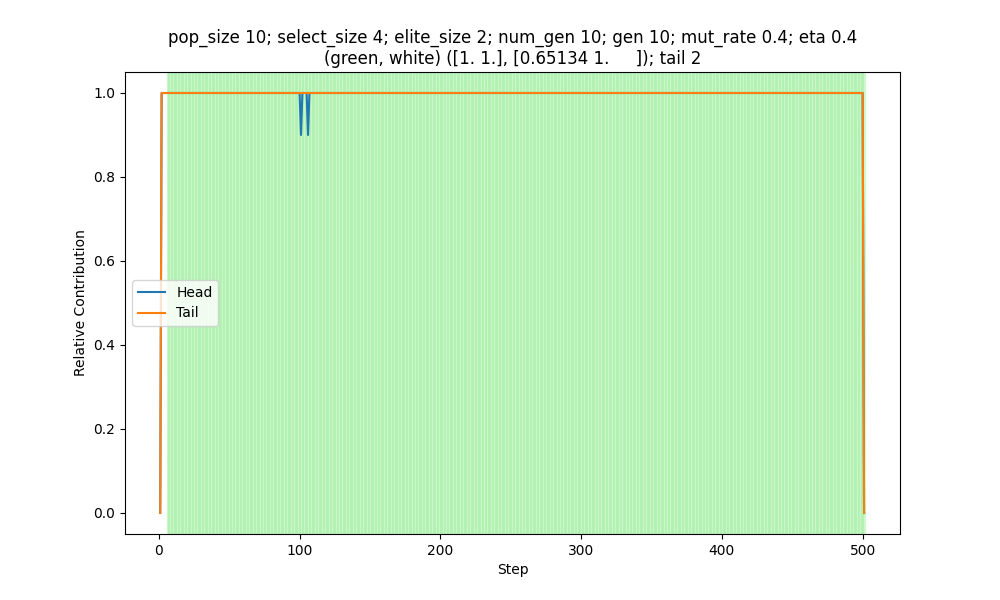 pop_size 10; select_size 4; elite_size 2; num_gen 10; gen 10; mut_rate 0.4; eta 0.4
(green, white) ([1. 1.], [0.65134 1.     ]); tail 2
1.0
0.8
0.6
0.4
0.2
0.0
Relative Contribution
Head
Tail
0
100
200
300
400
500
Step